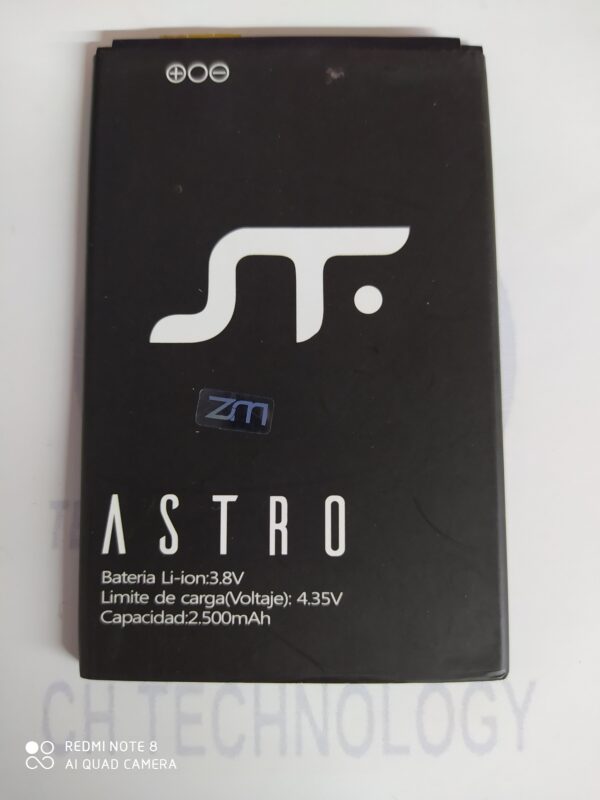 ST.
ZM
ASTRO
Bateria Li-ion:3.8V
Limite de carga(Voltaje): 4.35V
Capacidad:2.500mAh
CH TECHNOLOGY
REDMI NOTE 8
AI QUAD CAMERA